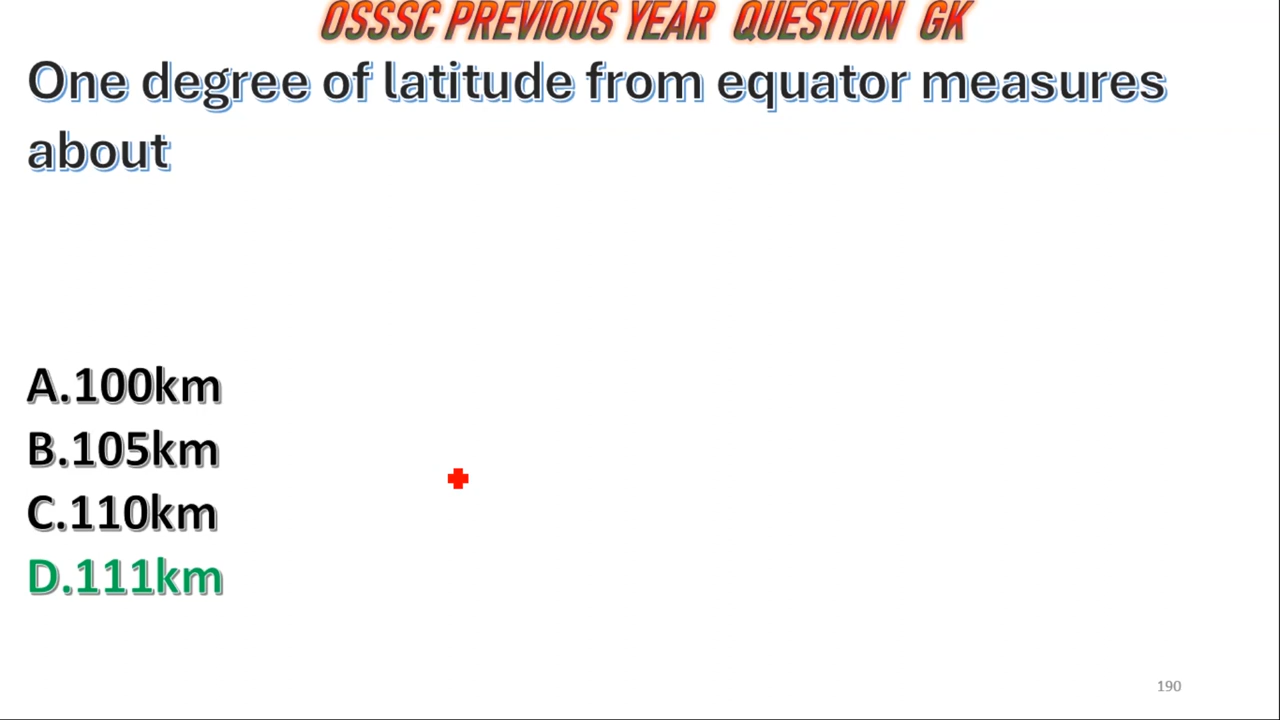 OSSSC PREVIOUS YEAR QUESTION GK
One degree of latitude from equator measures
about
A.100km
B.105km
C.110km
D.111km
190